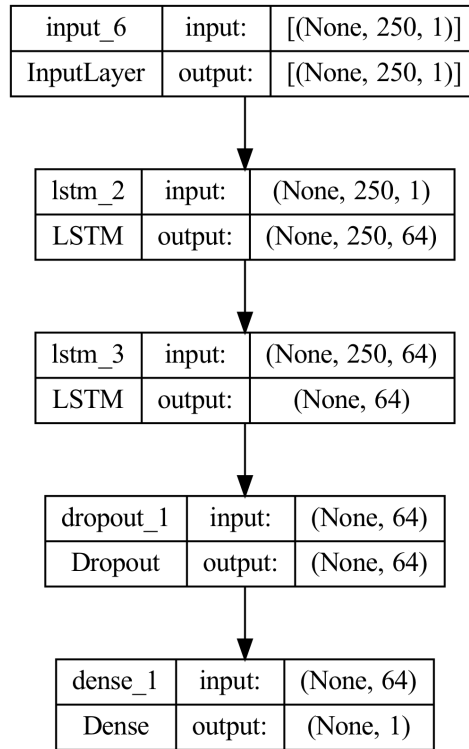 input_6 input: [(None, 250, 1)]
InputLayer output: [(None, 250, 1)]
lstm_2 input: (None, 250, 1)
LSTM output: (None, 250, 64)
lstm_3 input: (None, 250, 64)
LSTM output: (None, 64)
dropout_1 input: (None, 64)
Dropout output: (None, 64)
dense_1 input: (None, 64)
Dense output: (None, 1)